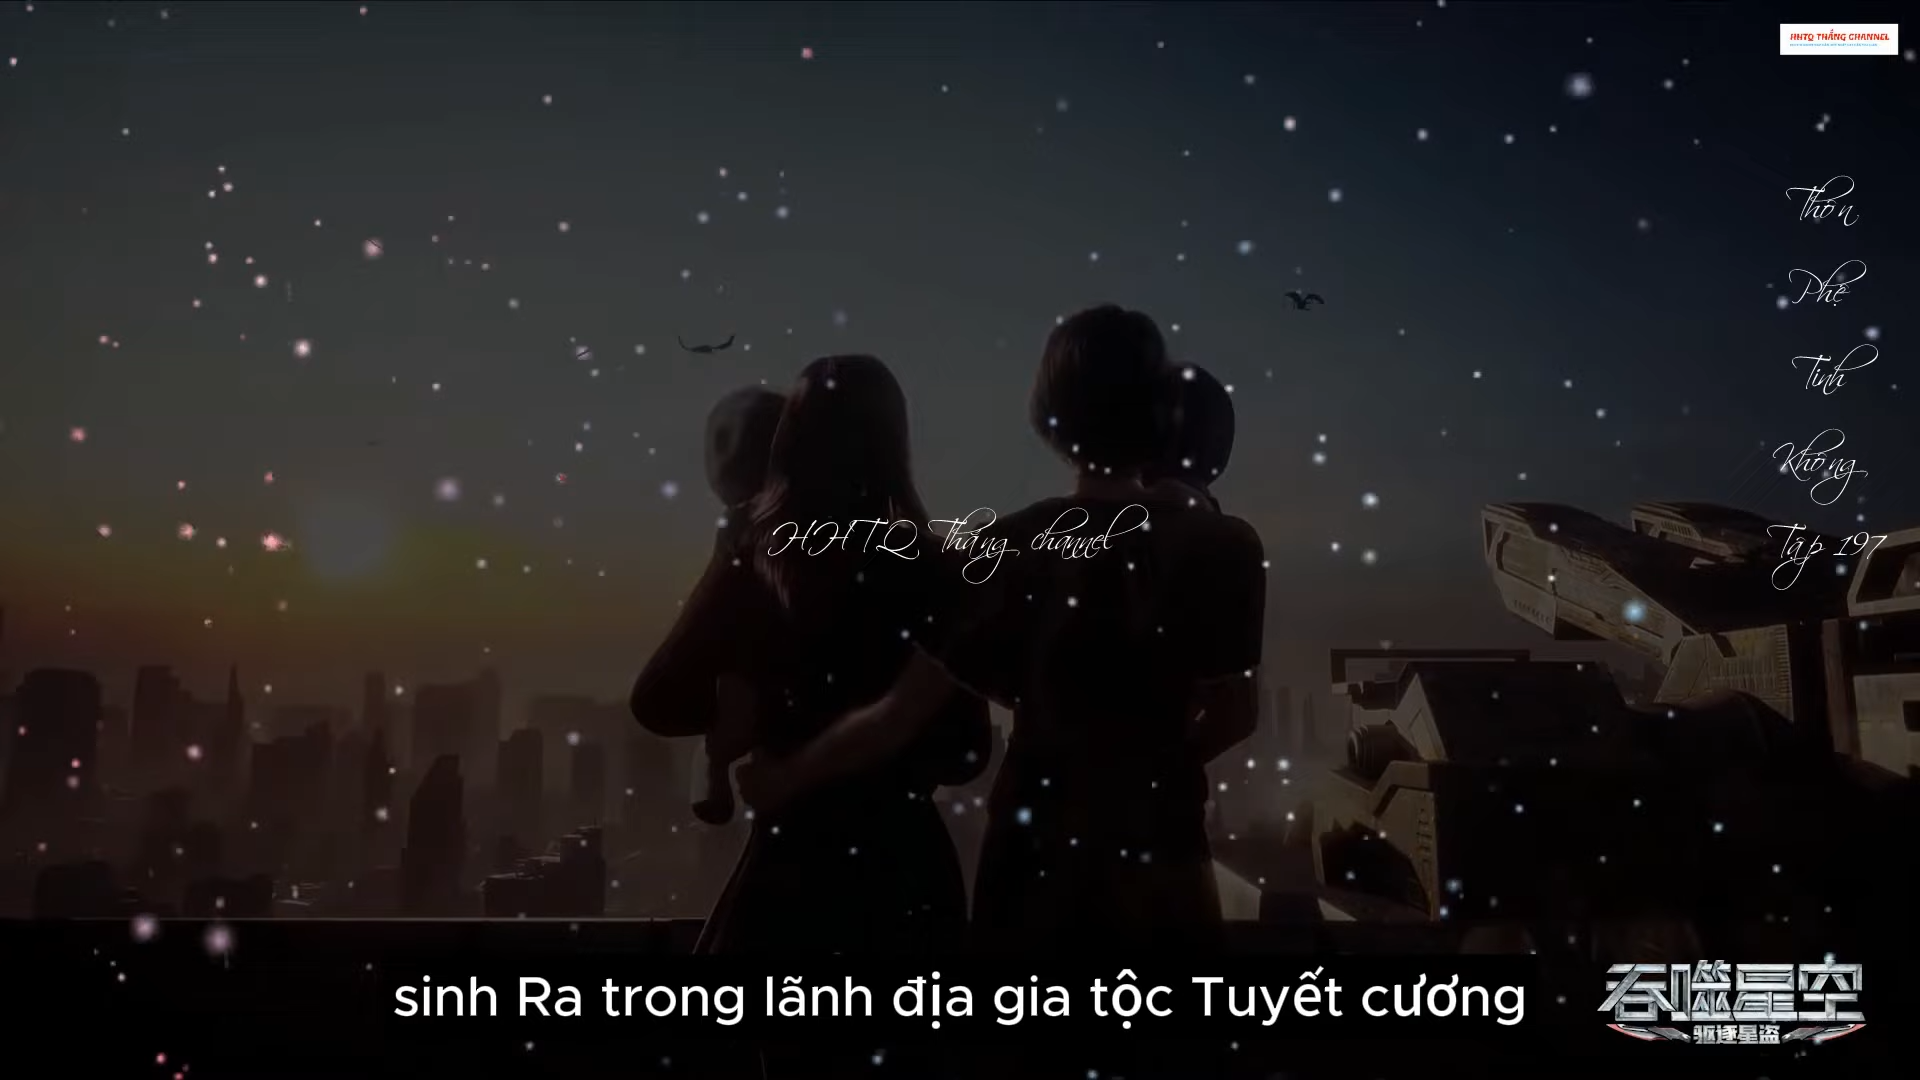 HHTQ THẮNG CHANNEL
Thôn
Phệ
Tinh
Không
Tập 197
HHTQ Thắng channel
sinh Ra trong lãnh địa gia tộc Tuyết cương
吞噬星空
驱逐星盗